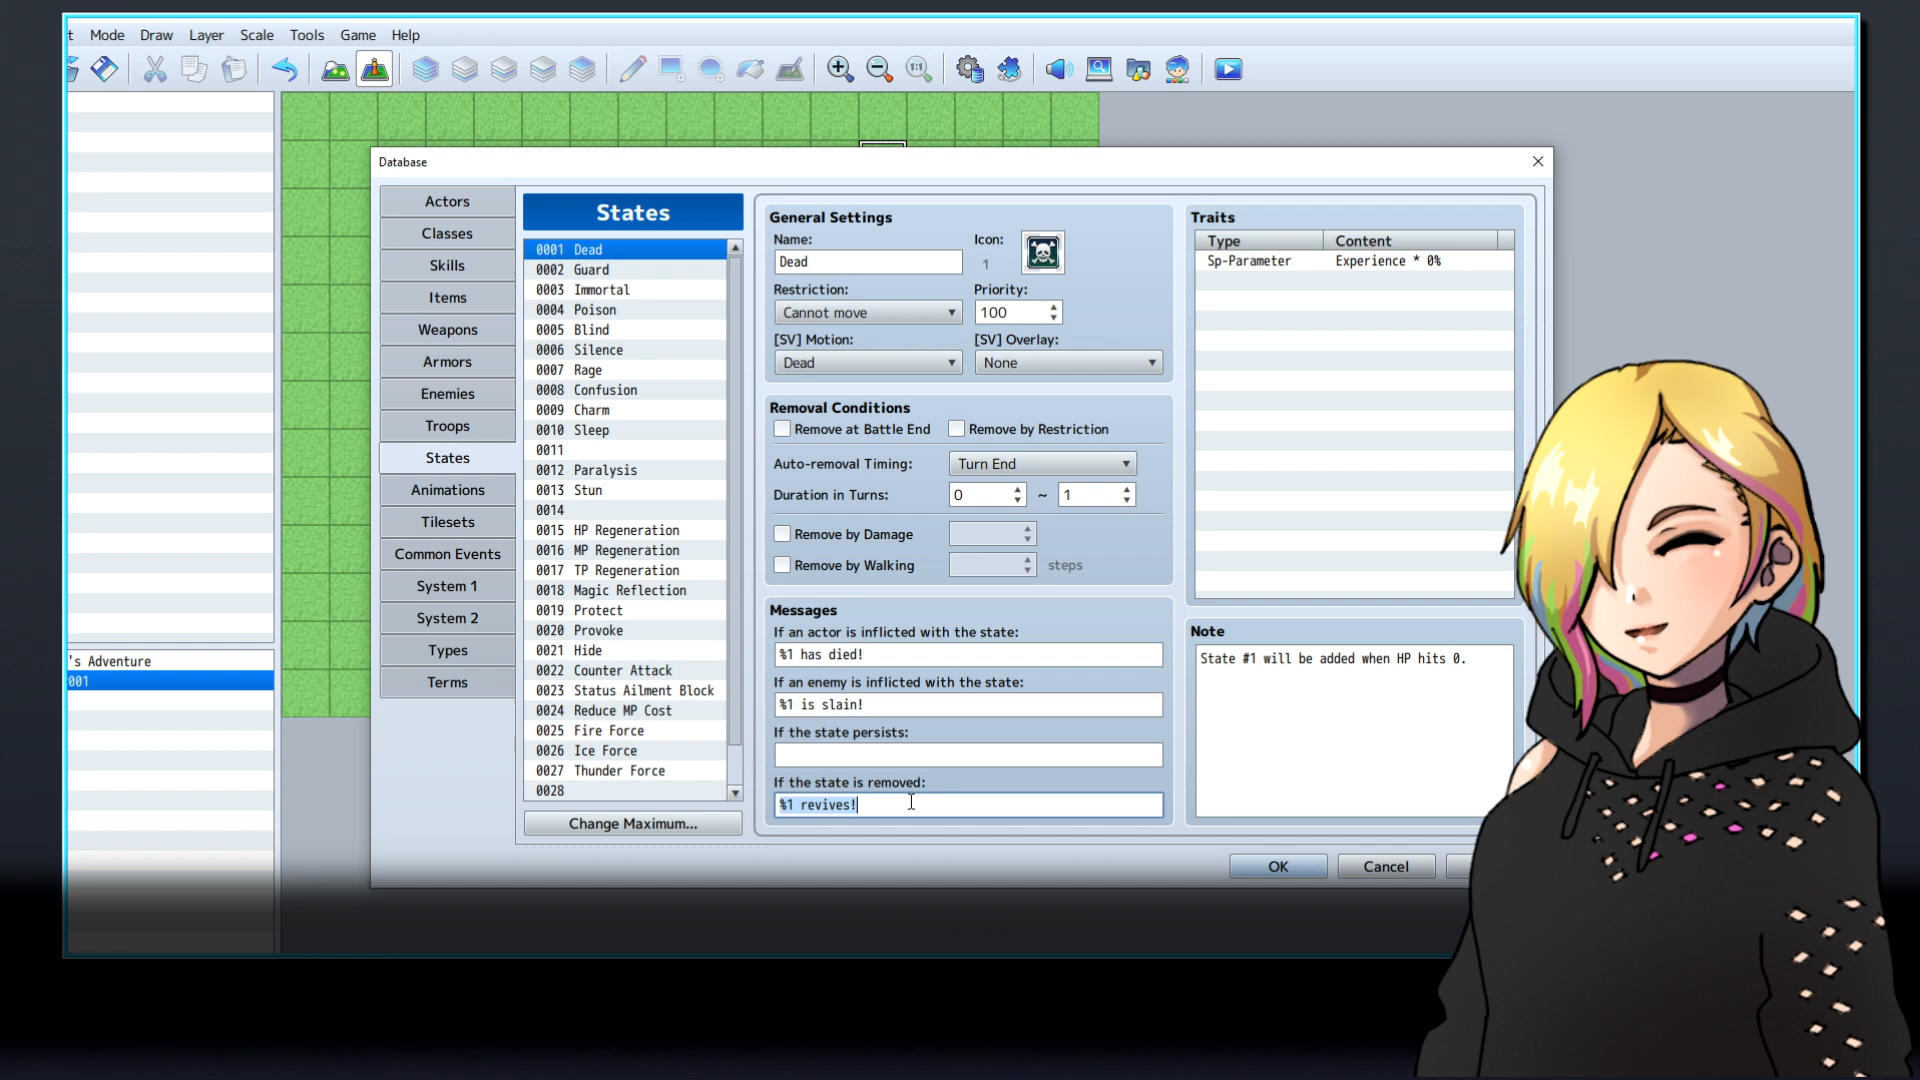 t Mode Draw Layer Scale Tools Game Help
1:1
Database
Actors
Classes
Skills
Items
Weapons
Armors
Enemies
Troops
States
Animations
Tilesets
Common Events
System 1
System 2
Types
Terms
's Adventure
001
States
0001 Dead
0002 Guard
0003 Immortal
0004 Poison
0005 Blind
0006 Silence
0007 Rage
0008 Confusion
0009 Charm
0010 Sleep
0011
0012 Paralysis
0013 Stun
0014
0015 HP Regeneration
0016 MP Regeneration
0017 TP Regeneration
0018 Magic Reflection
0019 Protect
0020 Provoke
0021 Hide
0022 Counter Attack
0023 Status Ailment Block
0024 Reduce MP Cost
0025 Fire Force
0026 Ice Force
0027 Thunder Force
0028
Change Maximum...
General Settings
Name: Icon:
Dead 1
Restriction: Priority:
Cannot move 100
[SV] Motion: [SV] Overlay:
Dead None
Removal Conditions
Remove at Battle End Remove by Restriction
Auto-removal Timing: Turn End
Duration in Turns: 0 ~ 1
Remove by Damage
Remove by Walking steps
Messages
If an actor is inflicted with the state:
%1 has died!
If an enemy is inflicted with the state:
%1 is slain!
If the state persists:
If the state is removed:
%1 revives!
Traits
Type Content
Sp-Parameter Experience * 0%
Note
State #1 will be added when HP hits 0.
OK Cancel